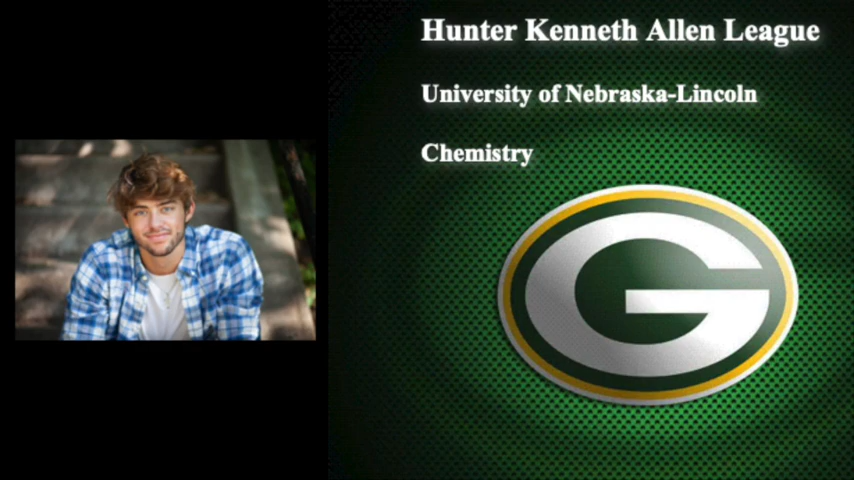 Hunter Kenneth Allen League
University of Nebraska-Lincoln
Chemistry
G